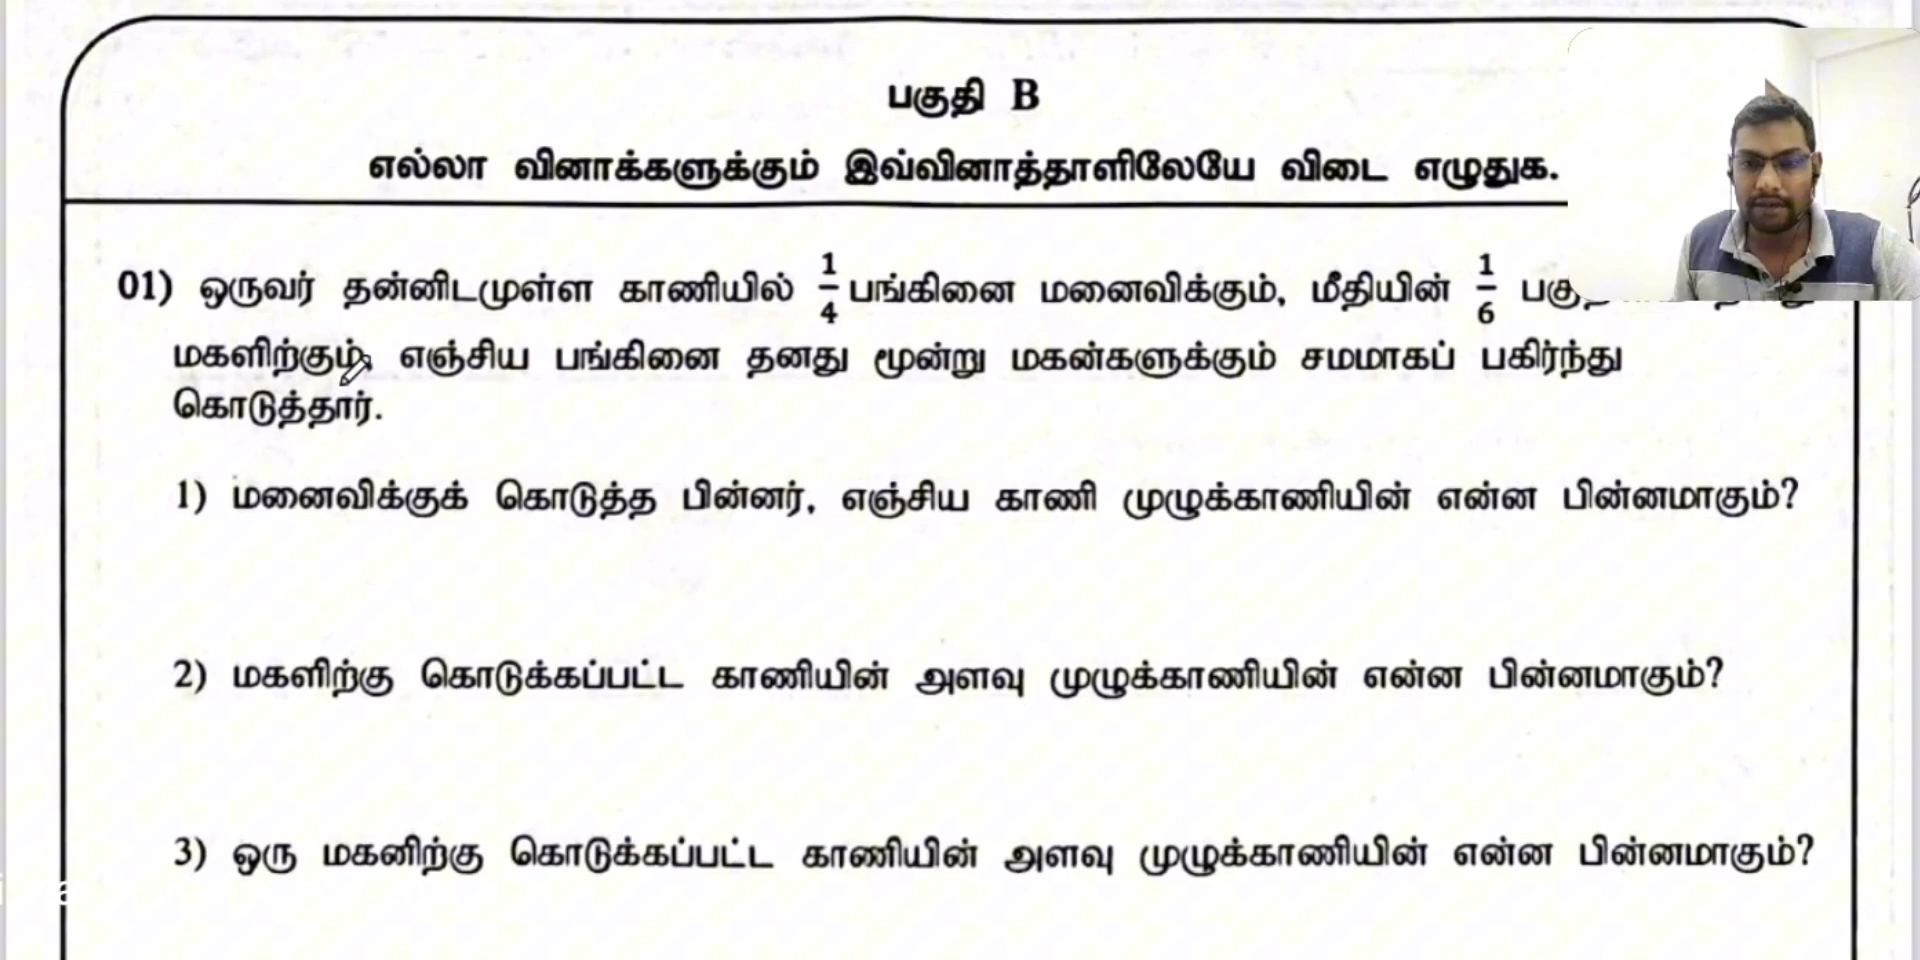 பகுதி B
எல்லா வினாக்களுக்கும் இவ்வினாத்தாளிலேயே விடை எழுதுக.
01) ஒருவர் தன்னிடமுள்ள காணியில் 1/4 பங்கினை மனைவிக்கும், மீதியின் 1/6
மகளிற்கும், எஞ்சிய பங்கினை தனது மூன்று மகன்களுக்கும் சமமாகப் பகிர்ந்து
கொடுத்தார்.
1) மனைவிக்குக் கொடுத்த பின்னர், எஞ்சிய காணி முழுக்காணியின் என்ன பின்னமாகும்?
2) மகளிற்கு கொடுக்கப்பட்ட காணியின் அளவு முழுக்காணியின் என்ன பின்னமாகும்?
3) ஒரு மகனிற்கு கொடுக்கப்பட்ட காணியின் அளவு முழுக்காணியின் என்ன பின்னமாகும்?